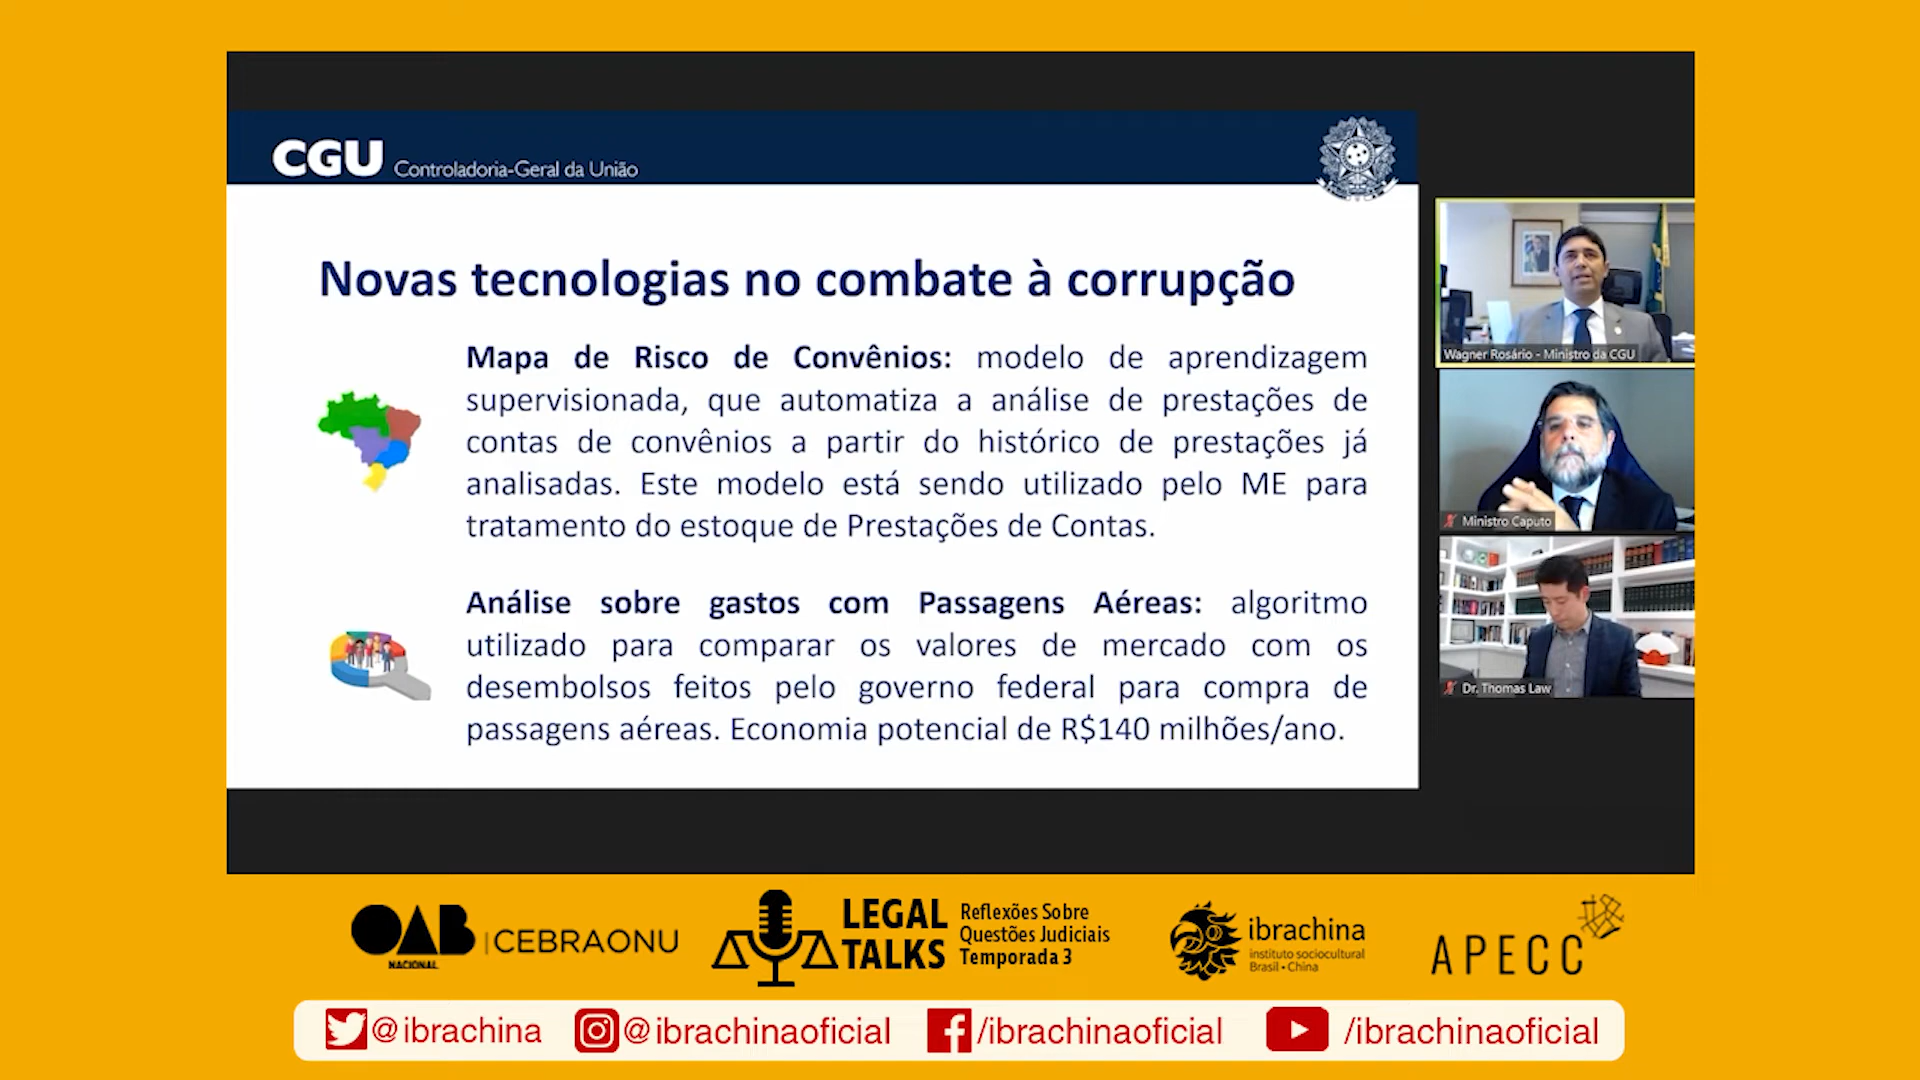 CGU Controladoria-Geral da União
Novas tecnologias no combate à corrupção
Mapa de Risco de Convênios: modelo de aprendizagem
supervisionada, que automatiza a análise de prestações de
contas de convênios a partir do histórico de prestações já
analisadas. Este modelo está sendo utilizado pelo ME para
tratamento do estoque de Prestações de Contas.
Análise sobre gastos com Passagens Aéreas: algoritmo
utilizado para comparar os valores de mercado com os
desembolsos feitos pelo governo federal para compra de
passagens aéreas. Economia potencial de R$140 milhões/ano.
Wagner Rosário - Ministro da CGU
Ministro Caputo
Dr. Thomas Law
OAB
NACIONAL
CEBRAONU
LEGAL
TALKS
Reflexões Sobre
Questões Judiciais
Temporada 3
ibrachina
instituto sociocultural
Brasil • China
APECC
@ibrachina
@ibrachinaoficial
/ibrachinaoficial
/ibrachinaoficial